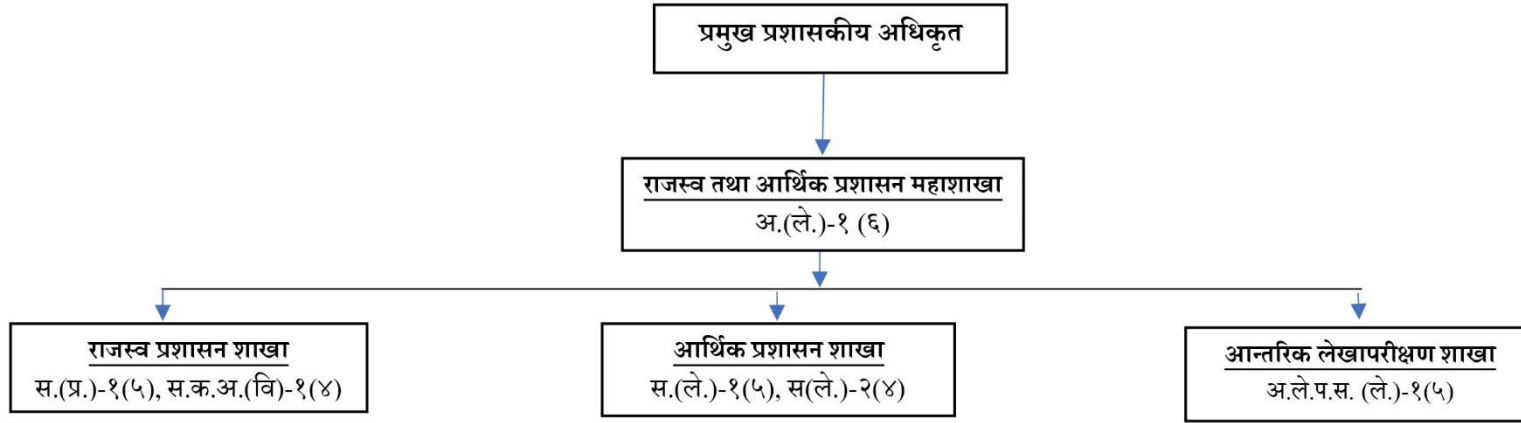 प्रमुख प्रशासकीय अधिकृत
राजस्व तथा आर्थिक प्रशासन महाशाखा
अ.(ले.)-१ (६)
राजस्व प्रशासन शाखा
स.(प्र.)-१(५), स.क.अ.(वि)-१(४)
आर्थिक प्रशासन शाखा
स.(ले.)-१(५), स(ले.)-२(४)
आन्तरिक लेखापरीक्षण शाखा
अ.ले.प.स. (ले.)-१(५)